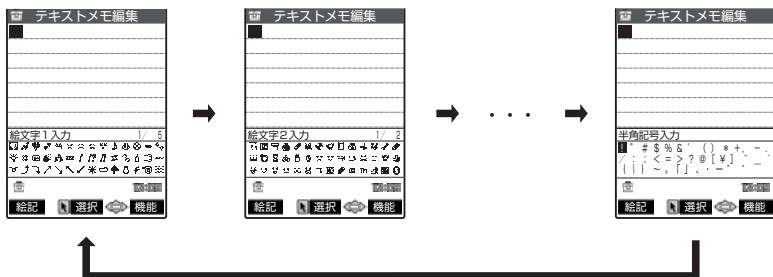 テキストメモ編集
絵文字1入力 1/ 5
絵記 選択 機能
テキストメモ編集
絵文字2入力 1/ 2
絵記 選択 機能
・・・
テキストメモ編集
半角記号入力
! " # $ % & ' ( ) * + , - .
/ : ; < = > ? @ [ ¥ ] ^ _ `
{ | } ~ 。 「 」 、 ・ ー ゛ ゜
絵記 選択 機能